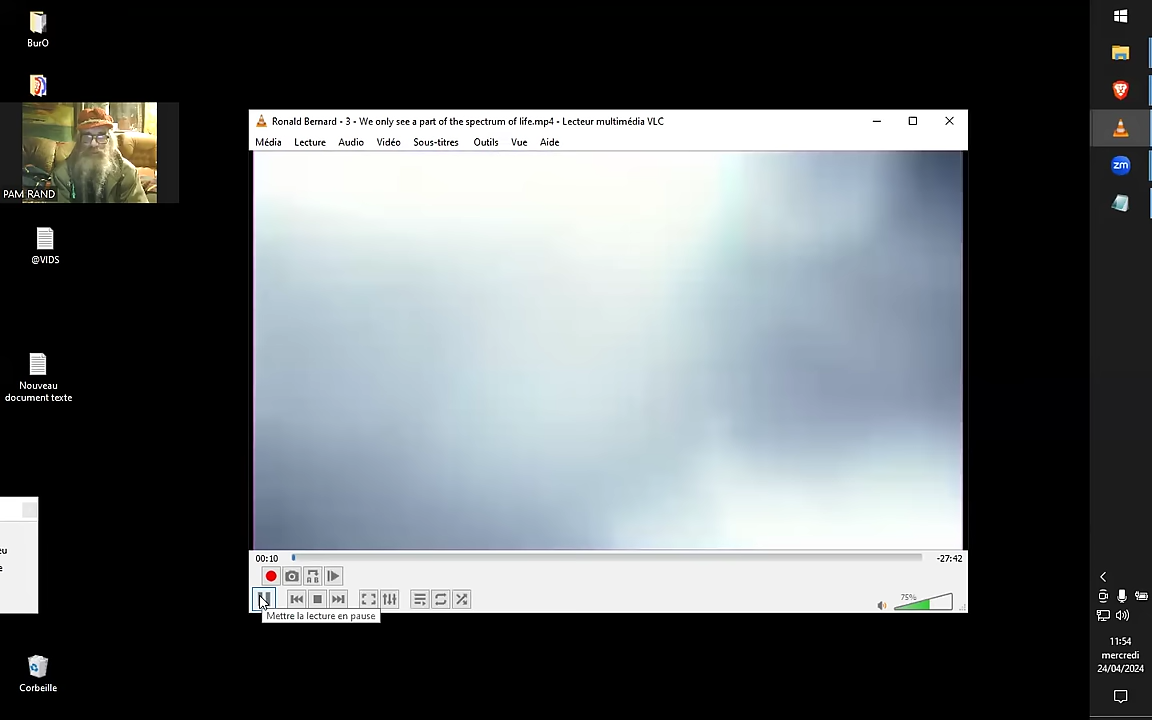 BurO
PAM RAND
@VIDS
Nouveau
document texte
eu
e
Corbeille
Ronald Bernard - 3 - We only see a part of the spectrum of life.mp4 - Lecteur multimédia VLC
Média Lecture Audio Vidéo Sous-titres Outils Vue Aide
00:10
-27:42
A B
Mettre la lecture en pause
75%
zm
11:54
mercredi
24/04/2024